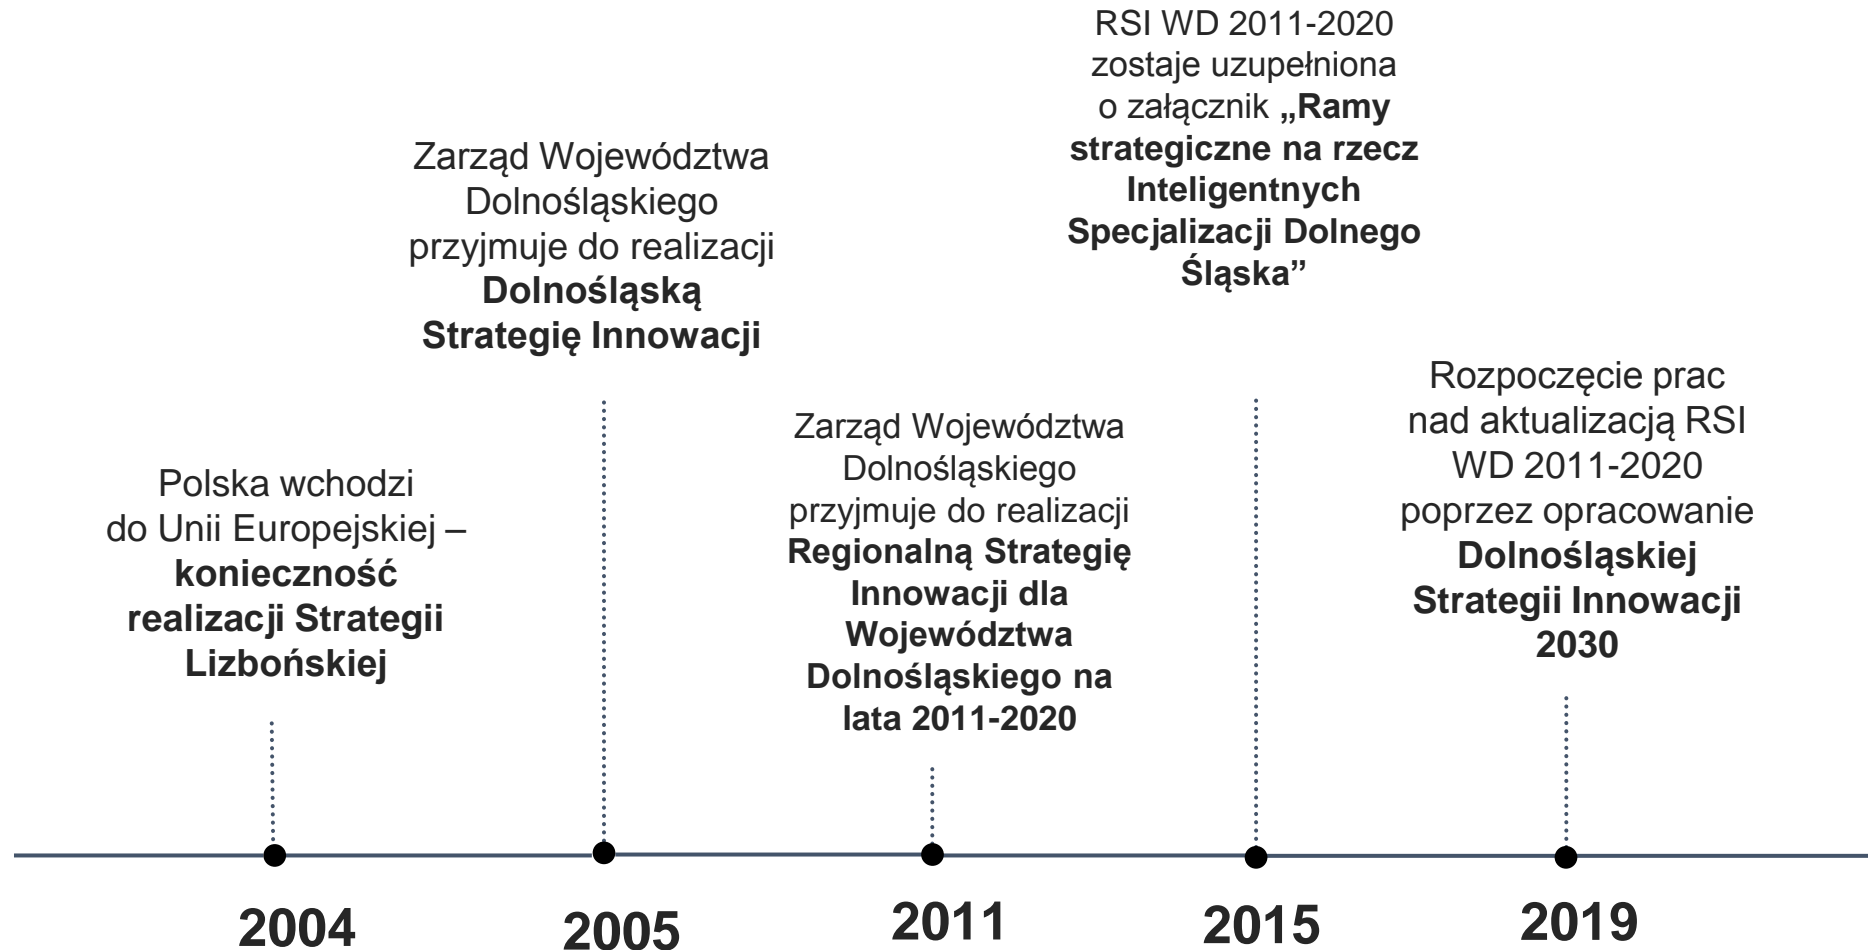 Polska wchodzi
do Unii Europejskiej –
konieczność
realizacji Strategii
Lizbońskiej
2004
Zarząd Województwa
Dolnośląskiego
przyjmuje do realizacji
Dolnośląską
Strategię Innowacji
2005
Zarząd Województwa
Dolnośląskiego
przyjmuje do realizacji
Regionalną Strategię
Innowacji dla
Województwa
Dolnośląskiego na
lata 2011-2020
2011
RSI WD 2011-2020
zostaje uzupełniona
o załącznik „Ramy
strategiczne na rzecz
Inteligentnych
Specjalizacji Dolnego
Śląska”
2015
Rozpoczęcie prac
nad aktualizacją RSI
WD 2011-2020
poprzez opracowanie
Dolnośląskiej
Strategii Innowacji
2030
2019